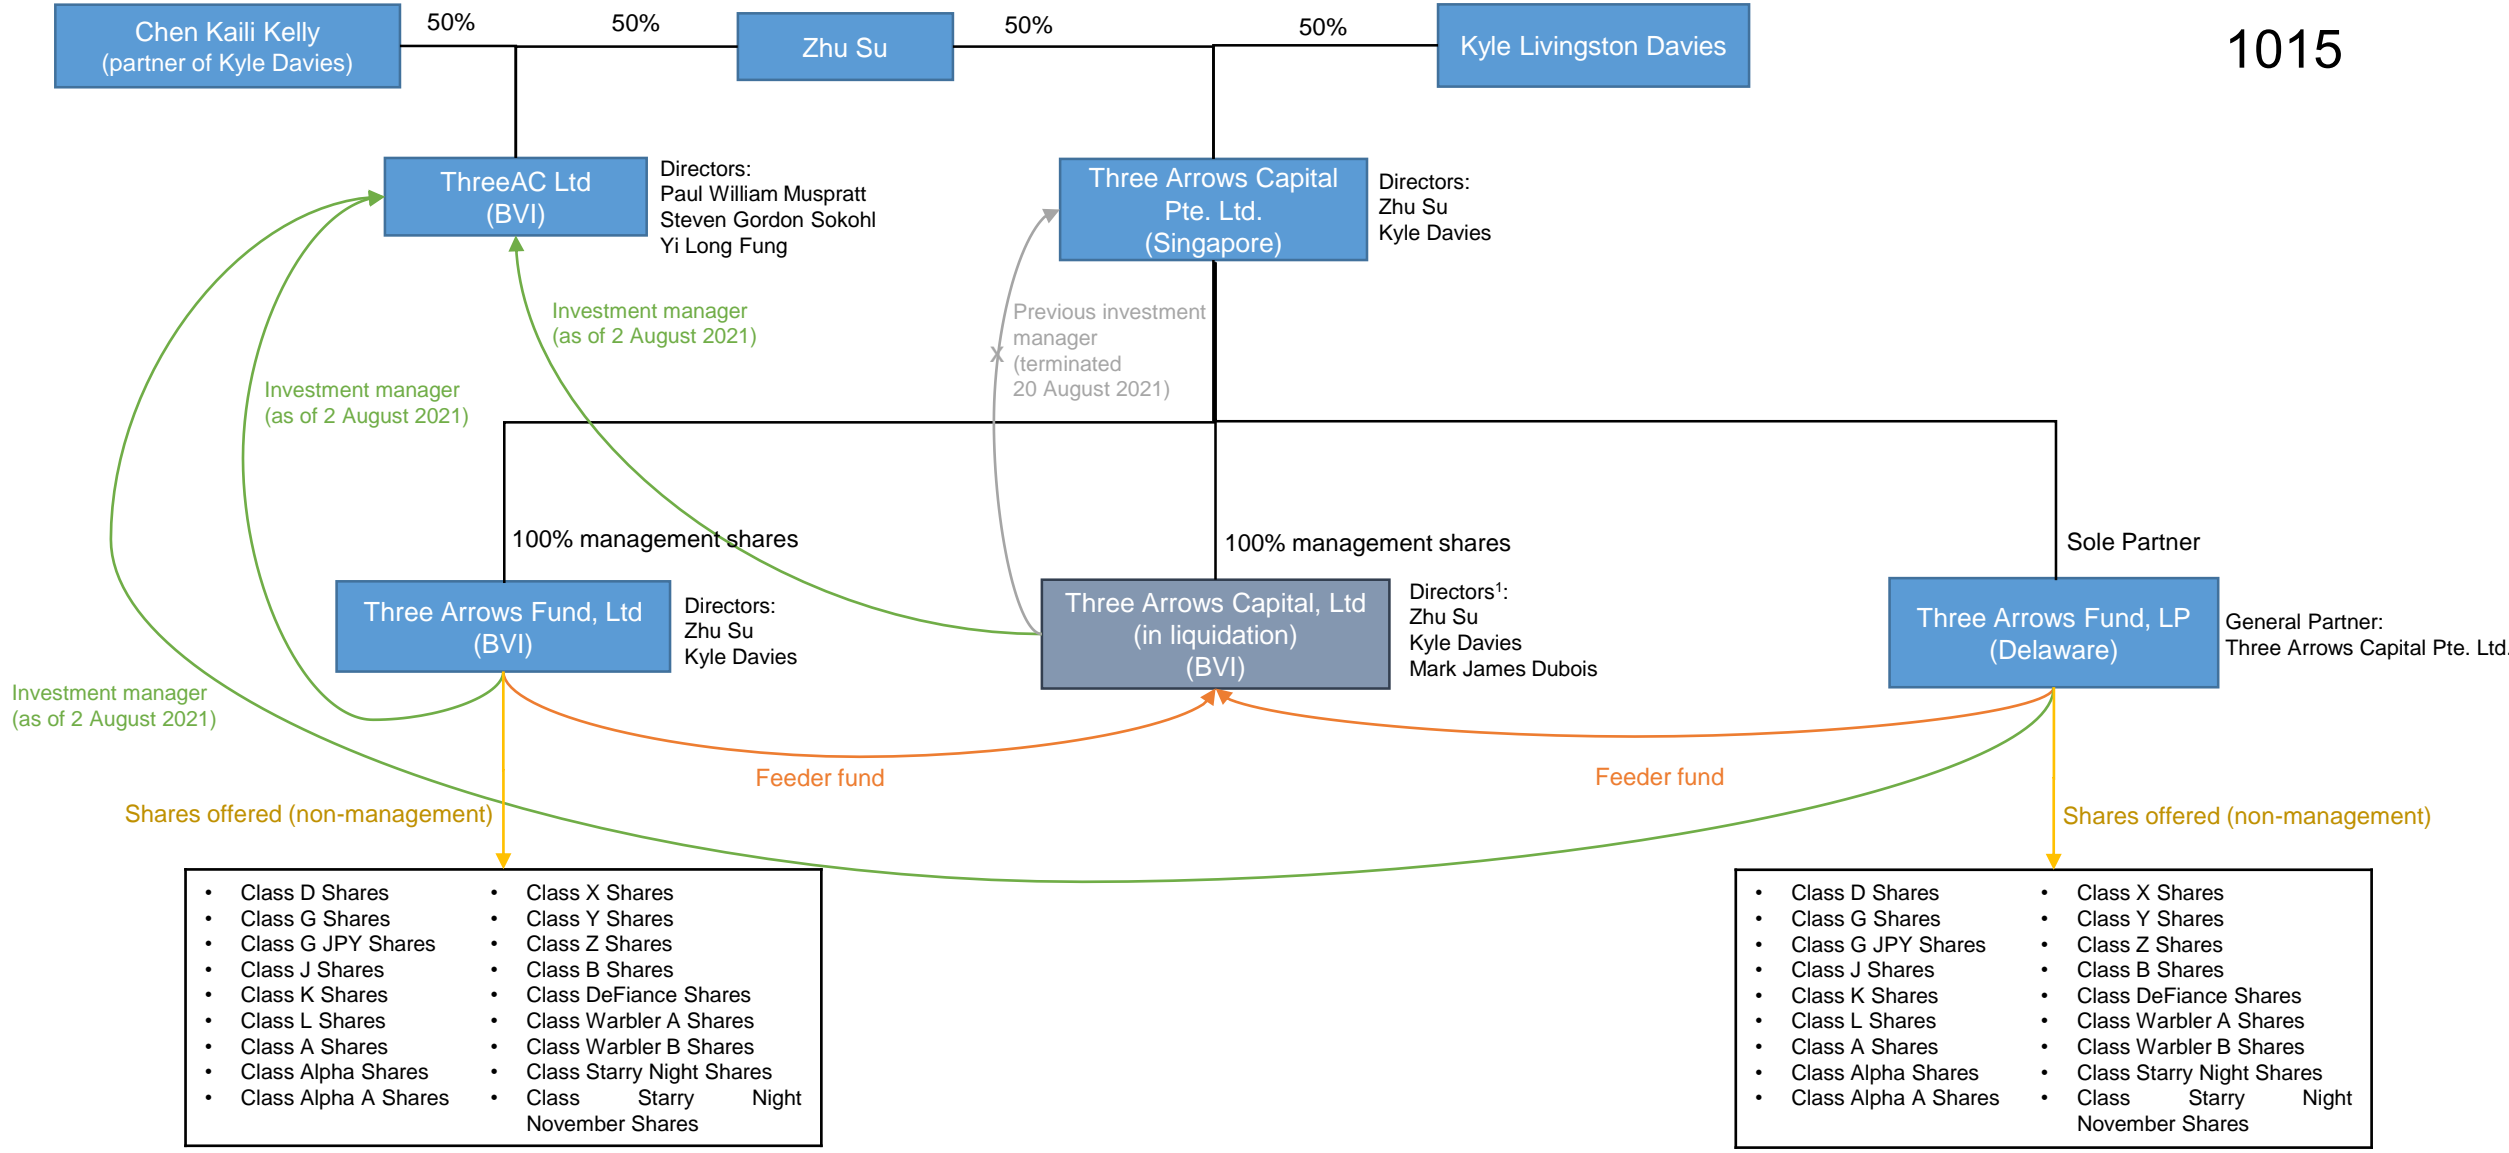 Chen Kaili Kelly
(partner of Kyle Davies)
50%
50%
Zhu Su
50%
50%
Kyle Livingston Davies
1015
ThreeAC Ltd
(BVI)
Directors:
Paul William Muspratt
Steven Gordon Sokohl
Yi Long Fung
Three Arrows Capital
Pte. Ltd.
(Singapore)
Directors:
Zhu Su
Kyle Davies
Investment manager
(as of 2 August 2021)
Previous investment
manager
(terminated
20 August 2021)
X
Investment manager
(as of 2 August 2021)
100% management shares
100% management shares
Sole Partner
Three Arrows Fund, Ltd
(BVI)
Directors:
Zhu Su
Kyle Davies
Three Arrows Capital, Ltd
(in liquidation)
(BVI)
Directors¹:
Zhu Su
Kyle Davies
Mark James Dubois
Three Arrows Fund, LP
(Delaware)
General Partner:
Three Arrows Capital Pte. Ltd.
Investment manager
(as of 2 August 2021)
Feeder fund
Feeder fund
Shares offered (non-management)
Shares offered (non-management)
• Class D Shares
• Class G Shares
• Class G JPY Shares
• Class J Shares
• Class K Shares
• Class L Shares
• Class A Shares
• Class Alpha Shares
• Class Alpha A Shares
• Class X Shares
• Class Y Shares
• Class Z Shares
• Class B Shares
• Class DeFiance Shares
• Class Warbler A Shares
• Class Warbler B Shares
• Class Starry Night Shares
• Class Starry Night
November Shares
• Class D Shares
• Class G Shares
• Class G JPY Shares
• Class J Shares
• Class K Shares
• Class L Shares
• Class A Shares
• Class Alpha Shares
• Class Alpha A Shares
• Class X Shares
• Class Y Shares
• Class Z Shares
• Class B Shares
• Class DeFiance Shares
• Class Warbler A Shares
• Class Warbler B Shares
• Class Starry Night Shares
• Class Starry Night
November Shares